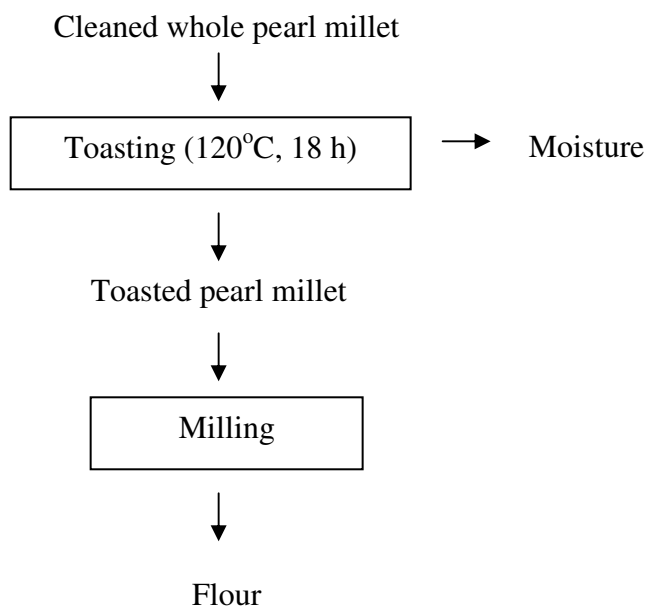 Cleaned whole pearl millet
Toasting (120°C, 18 h)
Moisture
Toasted pearl millet
Milling
Flour